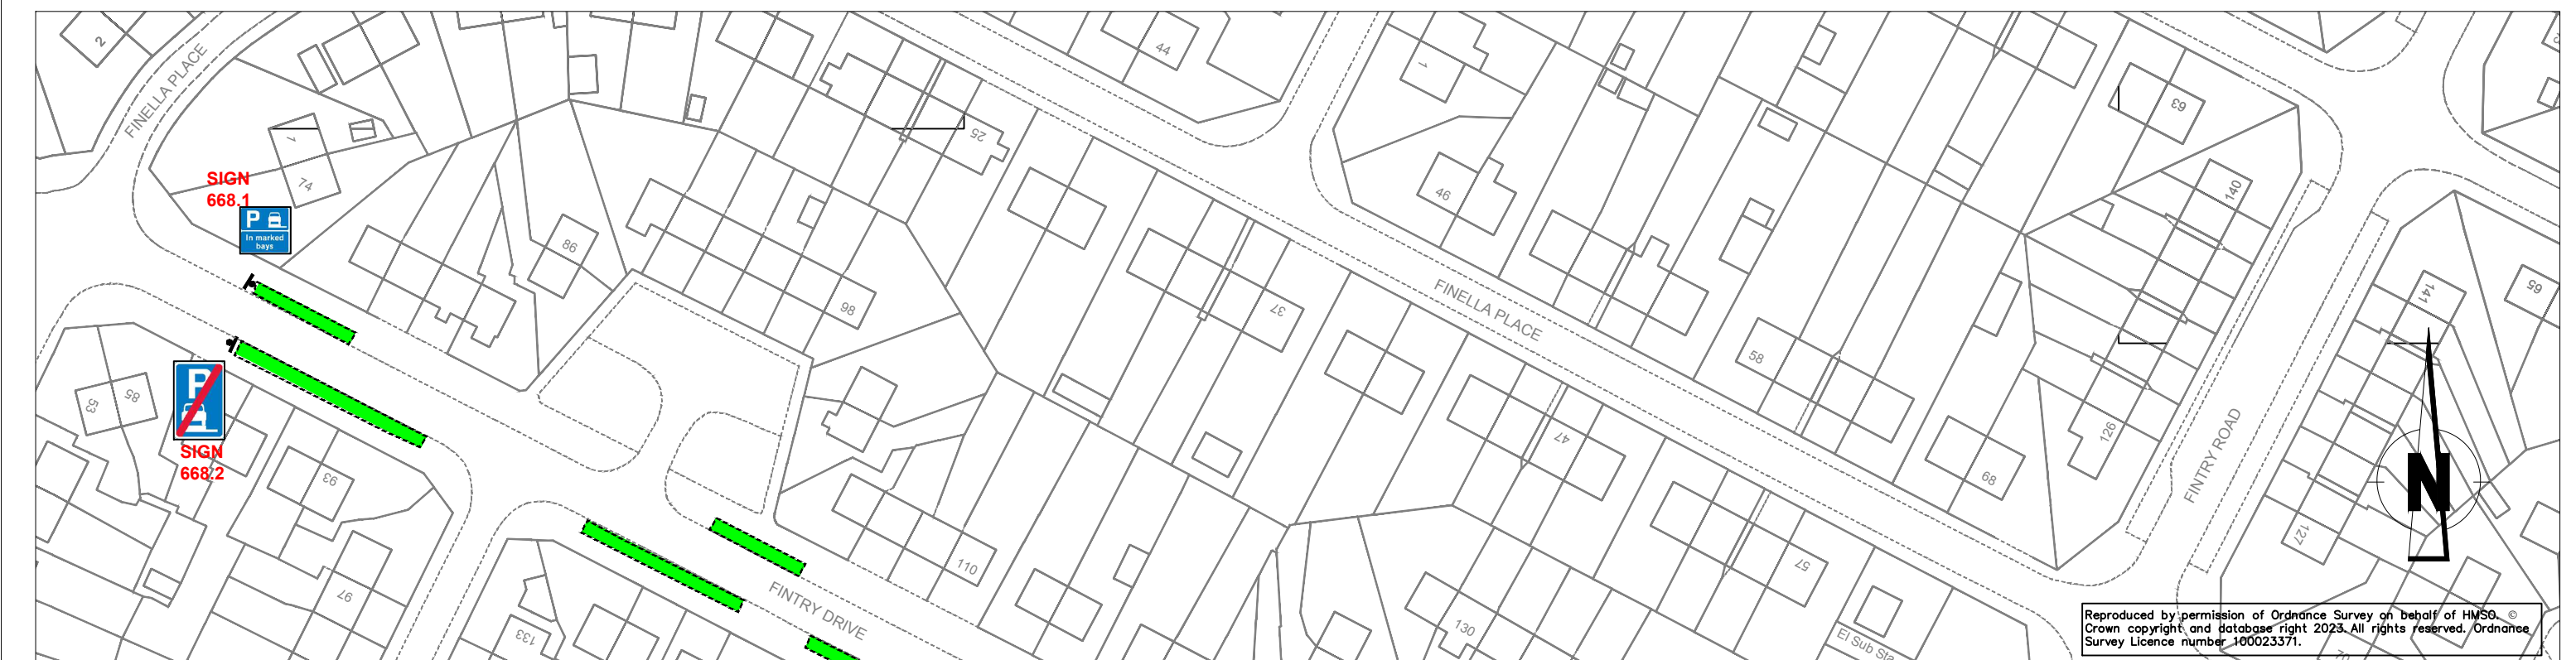 2
FINELLA PLACE
44
1
63
1
74
25
SIGN
668.1
P
In marked
bays
46
140
86
98
37
FINELLA PLACE
141
65
58
53
85
P
SIGN
668.2
93
47
68
126
FINTRY ROAD
N
127
110
97
57
FINTRY DRIVE
133
130
El Sub Sta
Reproduced by permission of Ordnance Survey on behalf of HMSO. ©
Crown copyright and database right 2023. All rights reserved. Ordnance
Survey Licence number 100023371.